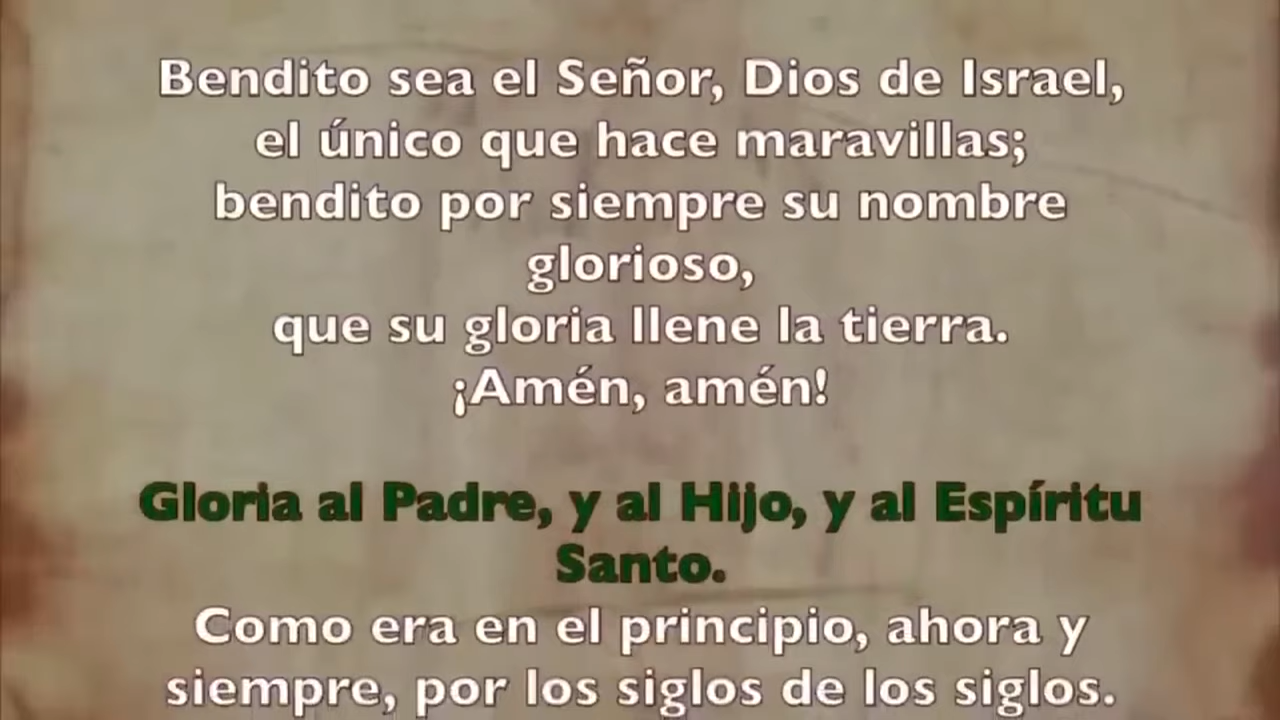 Bendito sea el Señor, Dios de Israel,
el único que hace maravillas;
bendito por siempre su nombre
glorioso,
que su gloria llene la tierra.
¡Amén, amén!
Gloria al Padre, y al Hijo, y al Espíritu
Santo.
Como era en el principio, ahora y
siempre, por los siglos de los siglos.